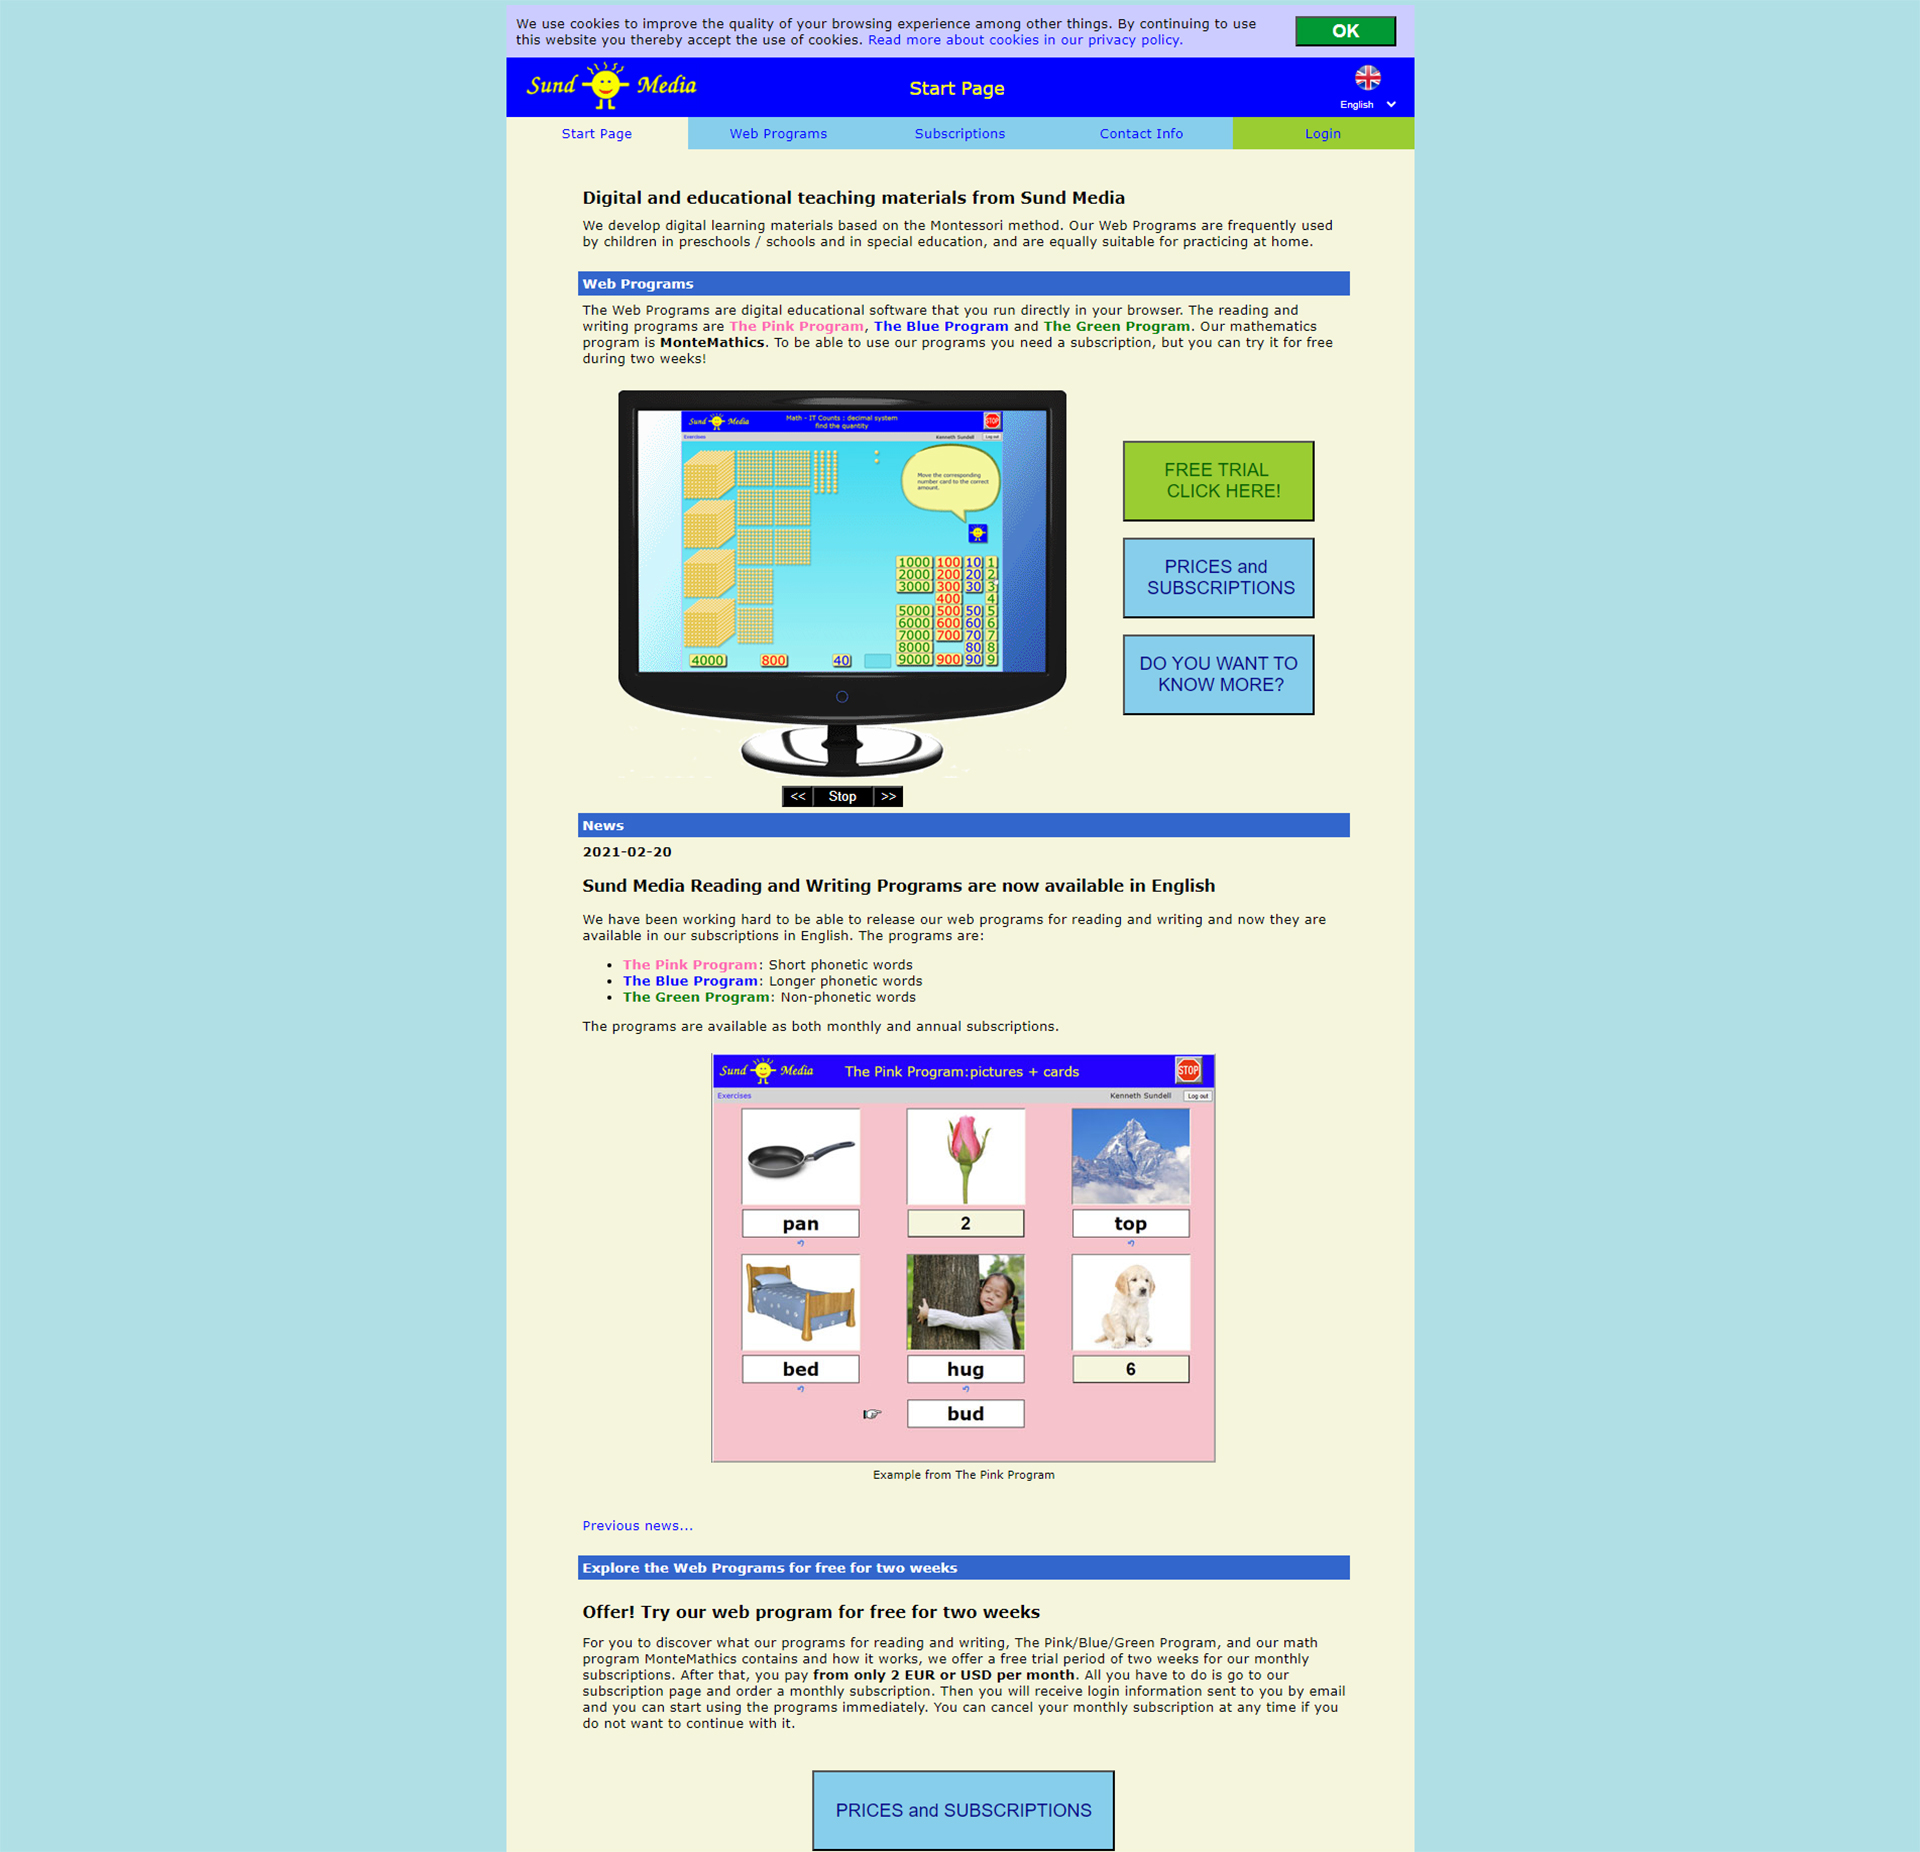 We use cookies to improve the quality of your browsing experience among other things. By continuing to use
this website you thereby accept the use of cookies. Read more about cookies in our privacy policy.
OK
Sund Media
Start Page
English
Start Page
Web Programs
Subscriptions
Contact Info
Login
Digital and educational teaching materials from Sund Media
We develop digital learning materials based on the Montessori method. Our Web Programs are frequently used
by children in preschools / schools and in special education, and are equally suitable for practicing at home.
Web Programs
The Web Programs are digital educational software that you run directly in your browser. The reading and
writing programs are The Pink Program, The Blue Program and The Green Program. Our mathematics
program is MonteMathics. To be able to use our programs you need a subscription, but you can try it for free
during two weeks!
Sund Media
Math - IT Counts : decimal system
find the quantity
STOP
Exercises
Kenneth Sundell
Log out
Move the corresponding
number card to the correct
amount.
1000 100 10 1
2000 200 20 2
3000 300 30 3
400 4
5000 500 50 5
6000 600 60 6
7000 700 70 7
8000 80 8
9000 900 90 9
4000 800 40
FREE TRIAL
CLICK HERE!
PRICES and
SUBSCRIPTIONS
DO YOU WANT TO
KNOW MORE?
<< Stop >>
News
2021-02-20
Sund Media Reading and Writing Programs are now available in English
We have been working hard to be able to release our web programs for reading and writing and now they are
available in our subscriptions in English. The programs are:
• The Pink Program: Short phonetic words
• The Blue Program: Longer phonetic words
• The Green Program: Non-phonetic words
The programs are available as both monthly and annual subscriptions.
Sund Media
The Pink Program:pictures + cards
STOP
Exercises
Kenneth Sundell
Log out
pan
2
top
bed
hug
6
bud
Example from The Pink Program
Previous news...
Explore the Web Programs for free for two weeks
Offer! Try our web program for free for two weeks
For you to discover what our programs for reading and writing, The Pink/Blue/Green Program, and our math
program MonteMathics contains and how it works, we offer a free trial period of two weeks for our monthly
subscriptions. After that, you pay from only 2 EUR or USD per month. All you have to do is go to our
subscription page and order a monthly subscription. Then you will receive login information sent to you by email
and you can start using the programs immediately. You can cancel your monthly subscription at any time if you
do not want to continue with it.
PRICES and SUBSCRIPTIONS